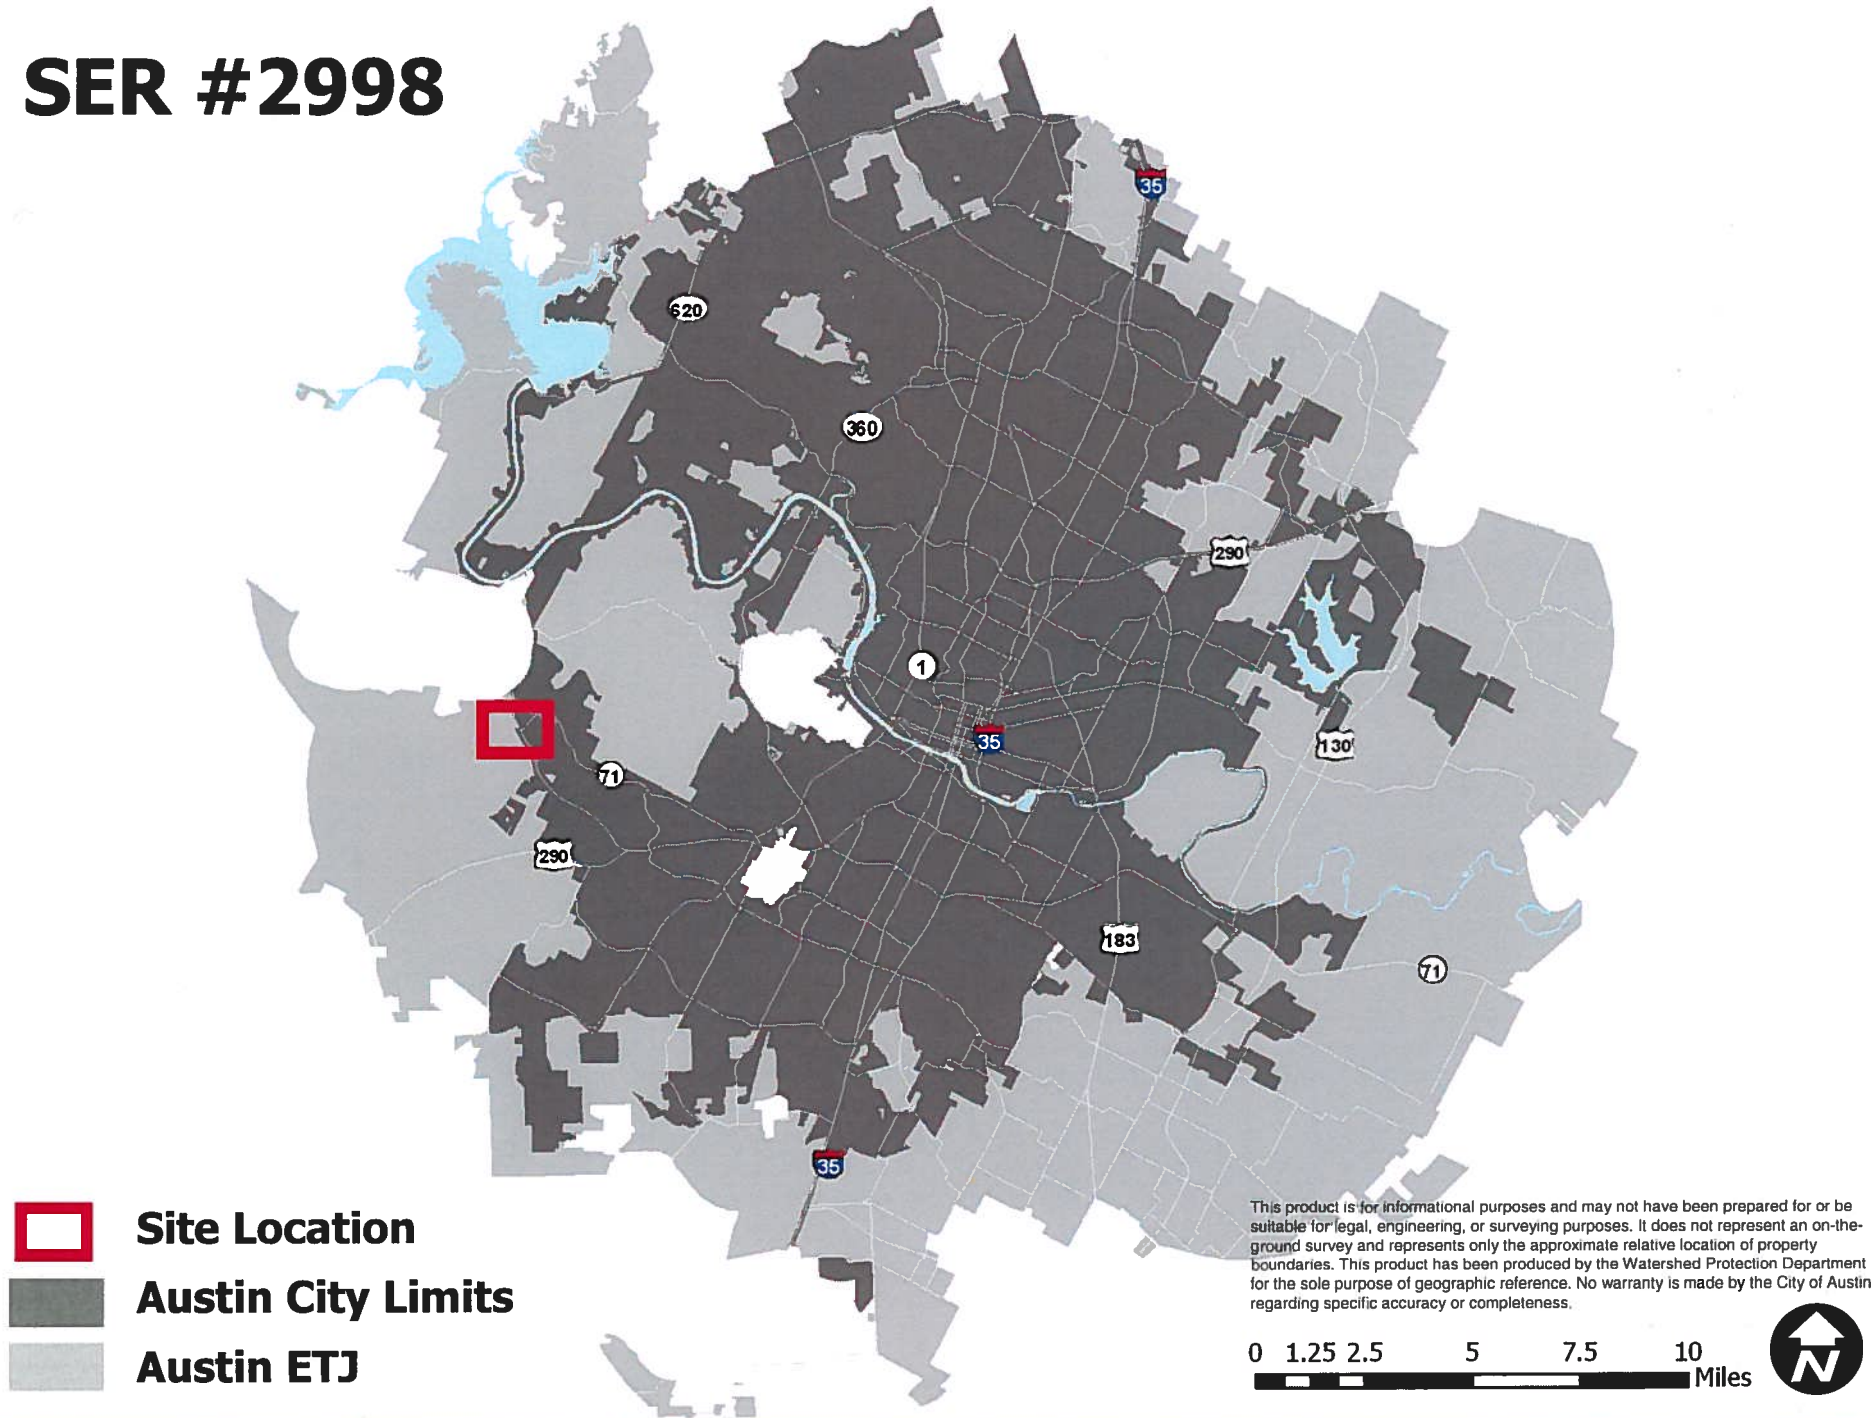 SER #2998
35
620
360
290
1
35
130
71
290
183
71
35
Site Location
Austin City Limits
Austin ETJ
This product is for informational purposes and may not have been prepared for or be
suitable for legal, engineering, or surveying purposes. It does not represent an on-the-
ground survey and represents only the approximate relative location of property
boundaries. This product has been produced by the Watershed Protection Department
for the sole purpose of geographic reference. No warranty is made by the City of Austin
regarding specific accuracy or completeness.
0 1.25 2.5 5 7.5 10
Miles
N